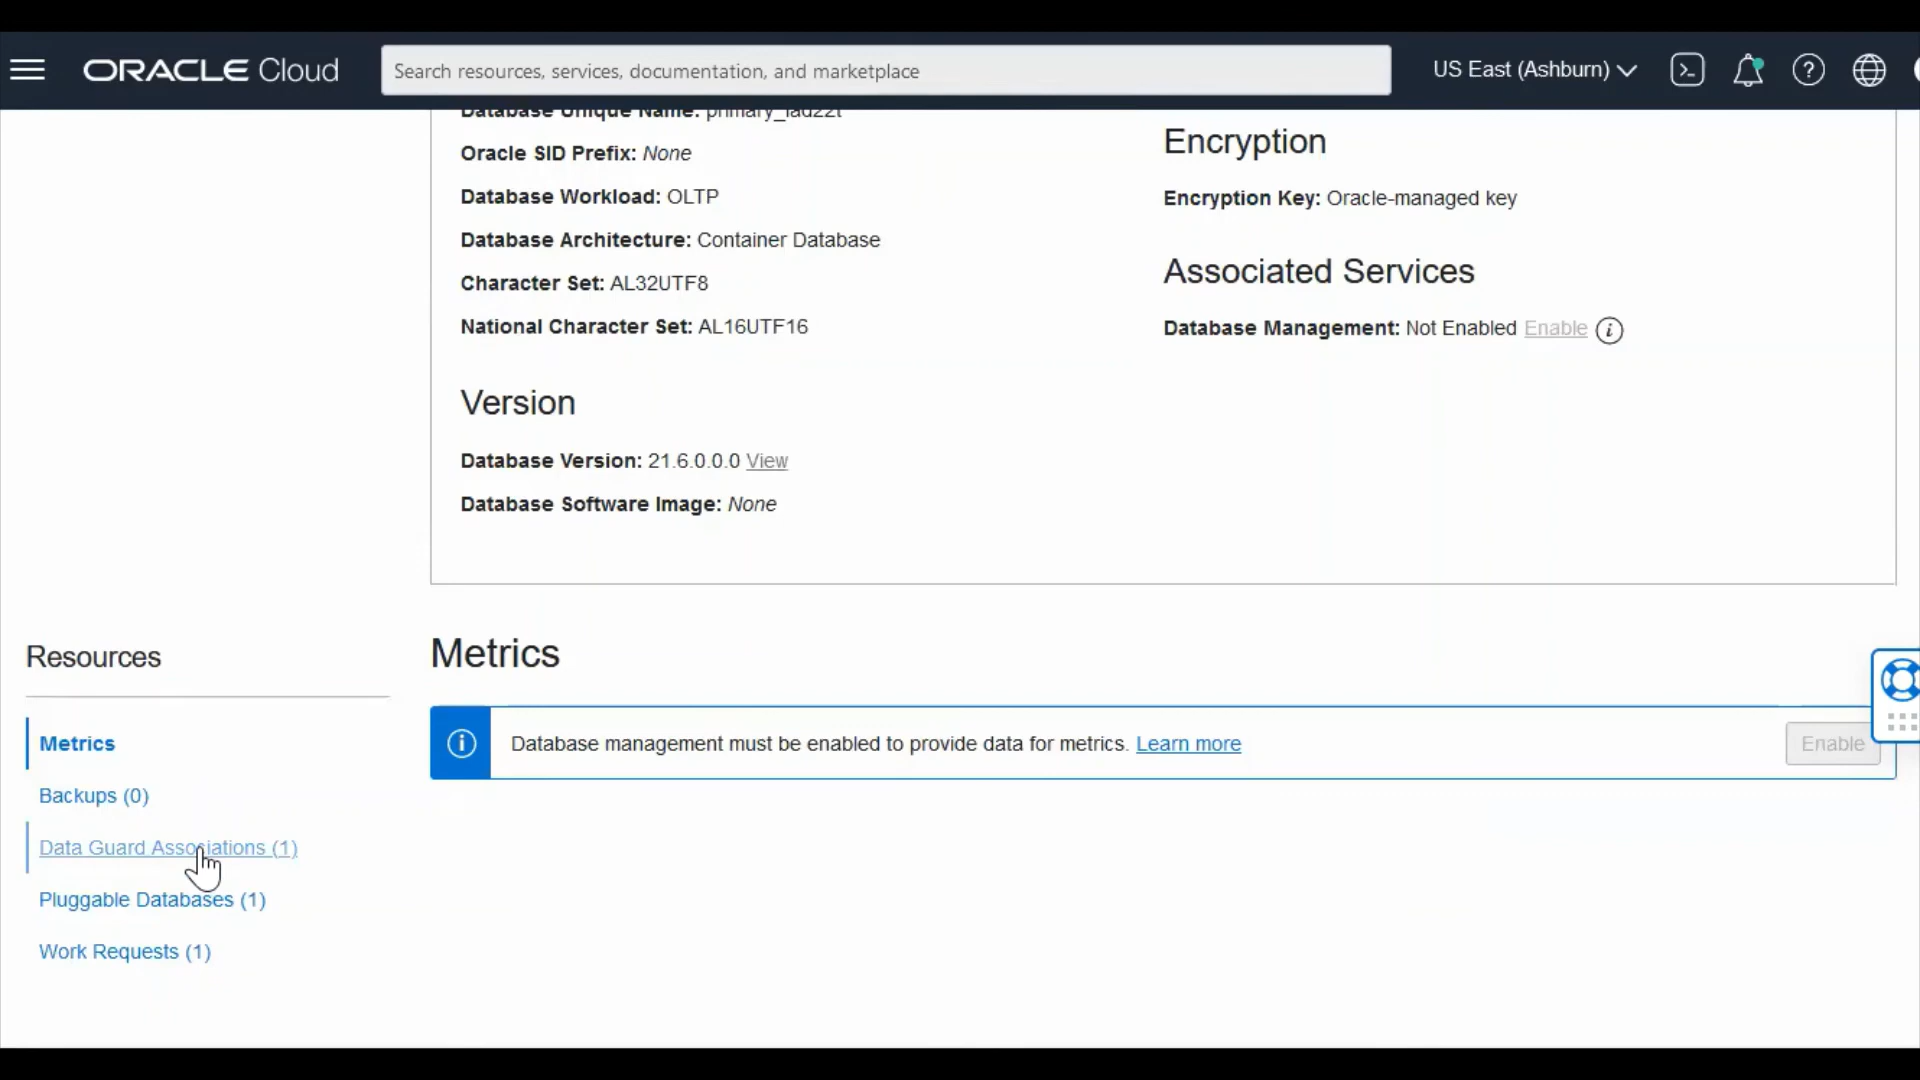 ORACLE Cloud
Search resources, services, documentation, and marketplace
US East (Ashburn)
Database Unique Name: primary_iad22t
Oracle SID Prefix: None
Database Workload: OLTP
Database Architecture: Container Database
Character Set: AL32UTF8
National Character Set: AL16UTF16
Version
Database Version: 21.6.0.0.0 View
Database Software Image: None
Encryption
Encryption Key: Oracle-managed key
Associated Services
Database Management: Not Enabled Enable
Resources
Metrics
Backups (0)
Data Guard Associations (1)
Pluggable Databases (1)
Work Requests (1)
Metrics
Database management must be enabled to provide data for metrics. Learn more
Enable